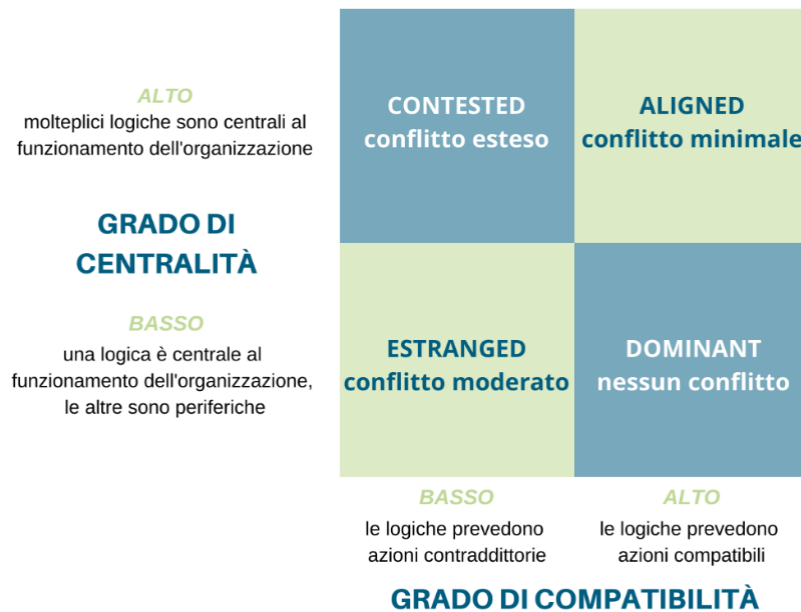 ALTO
molteplici logiche sono centrali al
funzionamento dell'organizzazione
GRADO DI
CENTRALITÀ
BASSO
una logica è centrale al
funzionamento dell'organizzazione,
le altre sono periferiche
CONTESTED
conflitto esteso
ALIGNED
conflitto minimale
ESTRANGED
conflitto moderato
DOMINANT
nessun conflitto
BASSO
le logiche prevedono
azioni contraddittorie
ALTO
le logiche prevedono
azioni compatibili
GRADO DI COMPATIBILITÀ